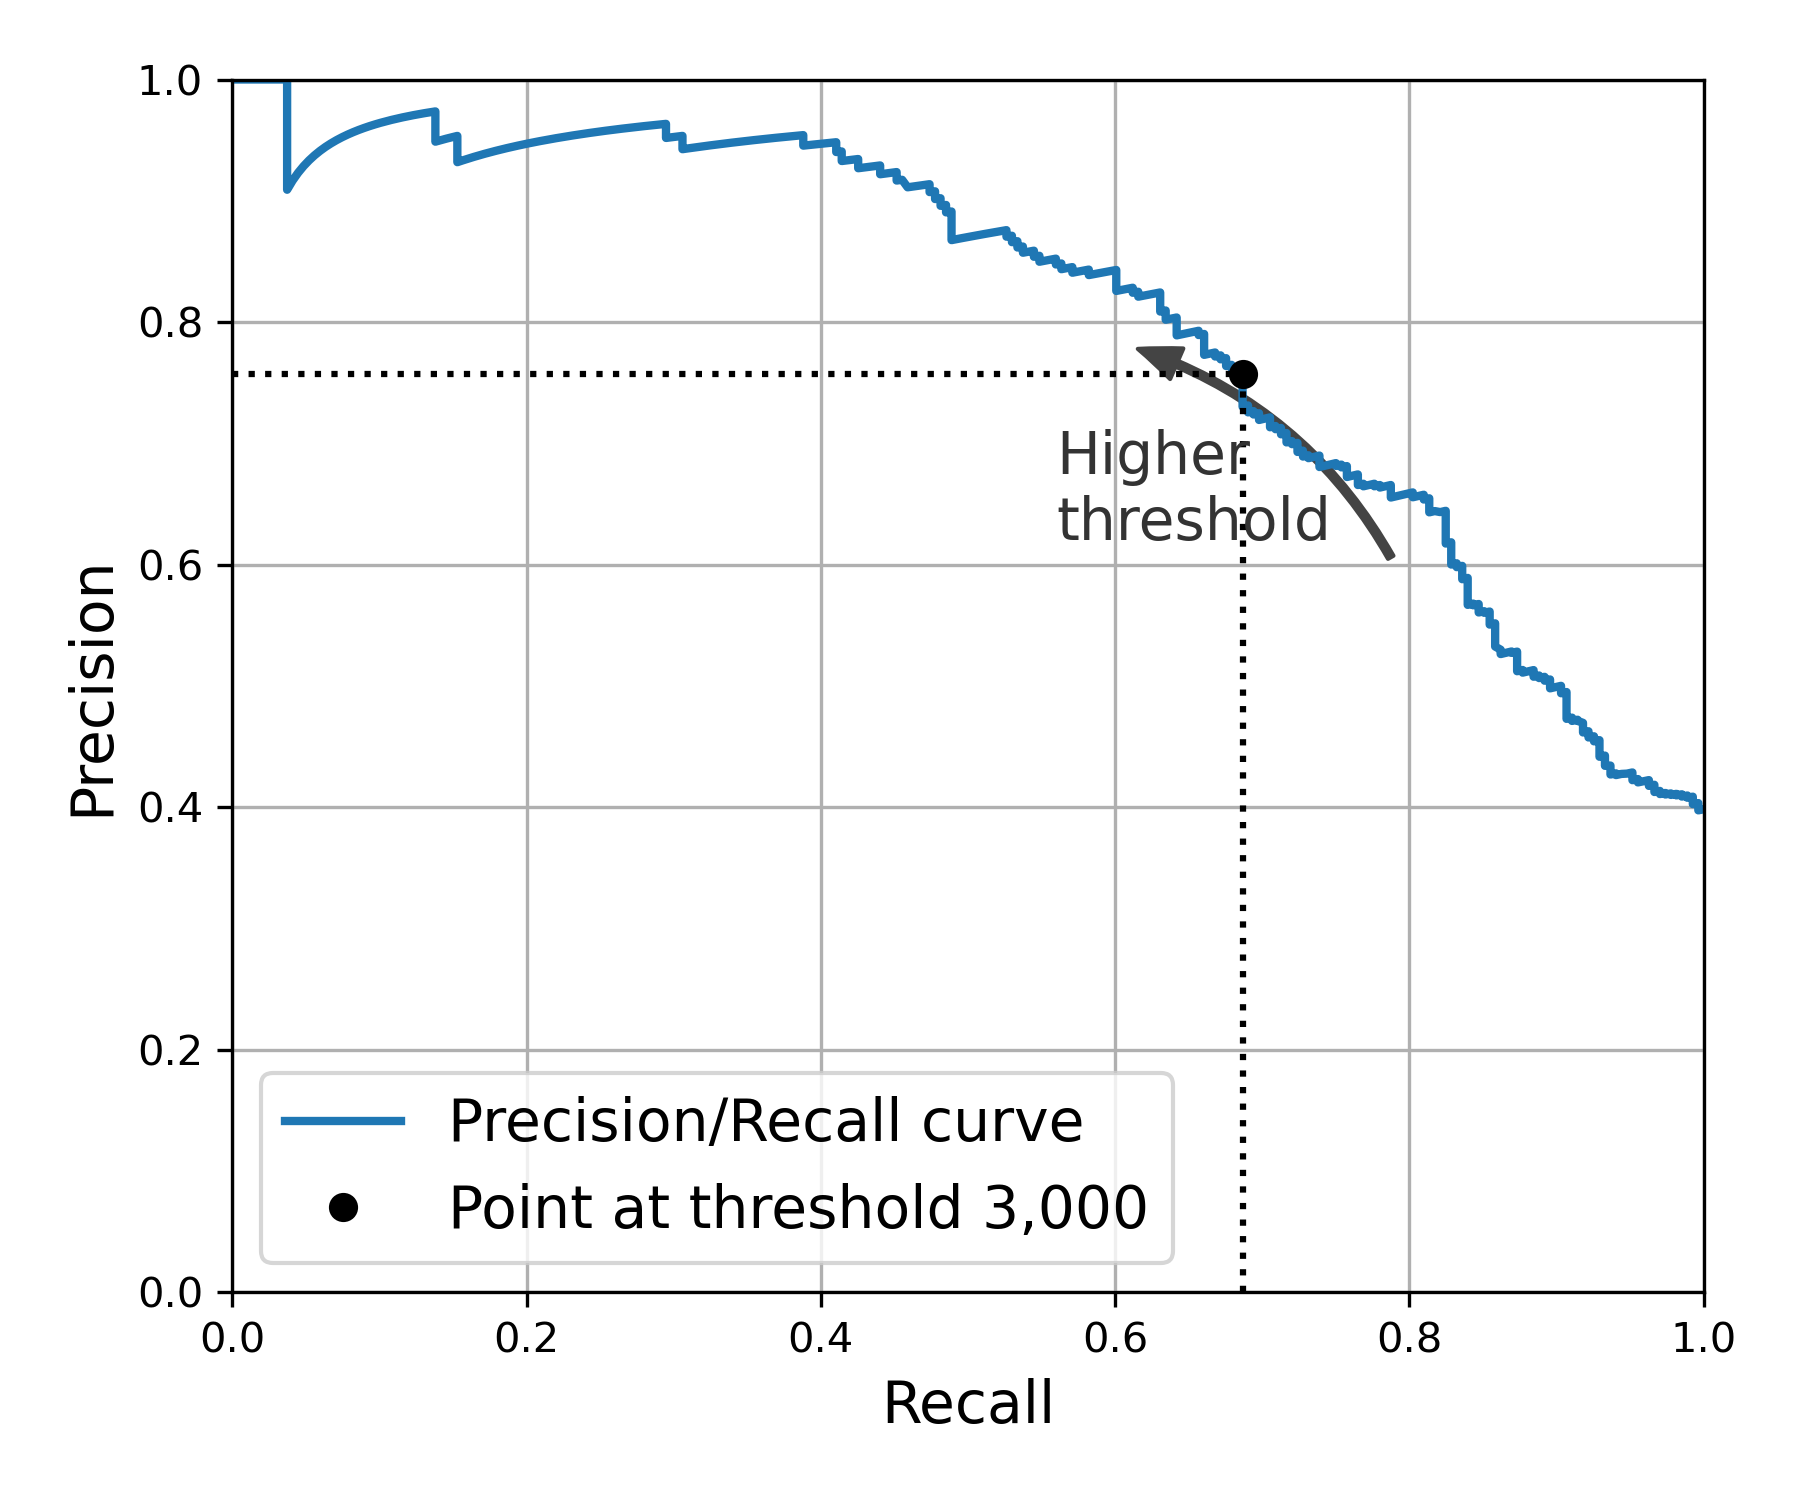 1.0
0.8
0.6
0.4
0.2
0.0
Precision
Higher
threshold
Precision/Recall curve
Point at threshold 3,000
0.0 0.2 0.4 0.6 0.8 1.0
Recall